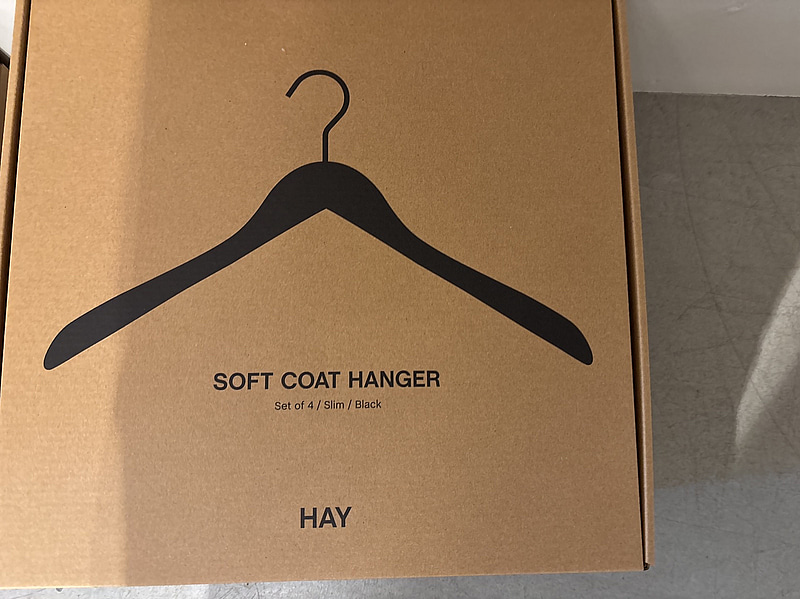 SOFT COAT HANGER
Set of 4 / Slim / Black
HAY